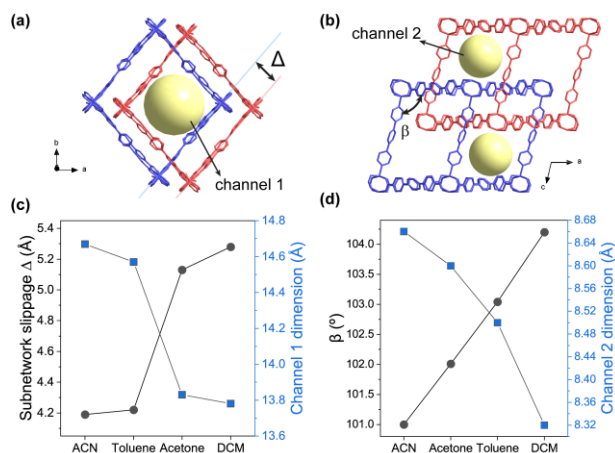 (a)
Δ
channel 1
b
a
(b)
channel 2
β
a
c
(c)
Subnetwork slippage Δ (Å)
5.4
5.2
5.0
4.8
4.6
4.4
4.2
ACN Toluene Acetone DCM
14.8
14.6
14.4
14.2
14.0
13.8
13.6
Channel 1 dimension (Å)
(d)
β (º)
104.0
103.5
103.0
102.5
102.0
101.5
101.0
ACN Acetone Toluene DCM
8.68
8.64
8.60
8.56
8.52
8.48
8.44
8.40
8.36
8.32
Channel 2 dimension (Å)